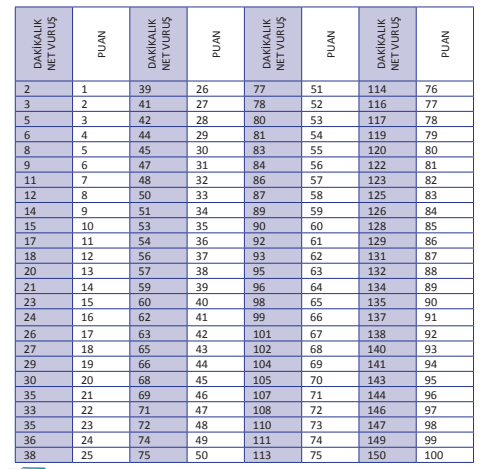 DAKİKALIK NET VURUŞ PUAN DAKİKALIK NET VURUŞ PUAN DAKİKALIK NET VURUŞ PUAN DAKİKALIK NET VURUŞ PUAN
2 1 39 26 77 51 114 76
3 2 41 27 78 52 116 77
5 3 42 28 80 53 117 78
6 4 44 29 81 54 119 79
8 5 45 30 83 55 120 80
9 6 47 31 84 56 122 81
11 7 48 32 86 57 123 82
12 8 50 33 87 58 125 83
14 9 51 34 89 59 126 84
15 10 53 35 90 60 128 85
17 11 54 36 92 61 129 86
18 12 56 37 93 62 131 87
20 13 57 38 95 63 132 88
21 14 59 39 96 64 134 89
23 15 60 40 98 65 135 90
24 16 62 41 99 66 137 91
26 17 63 42 101 67 138 92
27 18 65 43 102 68 140 93
29 19 66 44 104 69 141 94
30 20 68 45 105 70 143 95
35 21 69 46 107 71 144 96
33 22 71 47 108 72 146 97
35 23 72 48 110 73 147 98
36 24 74 49 111 74 149 99
38 25 75 50 113 75 150 100